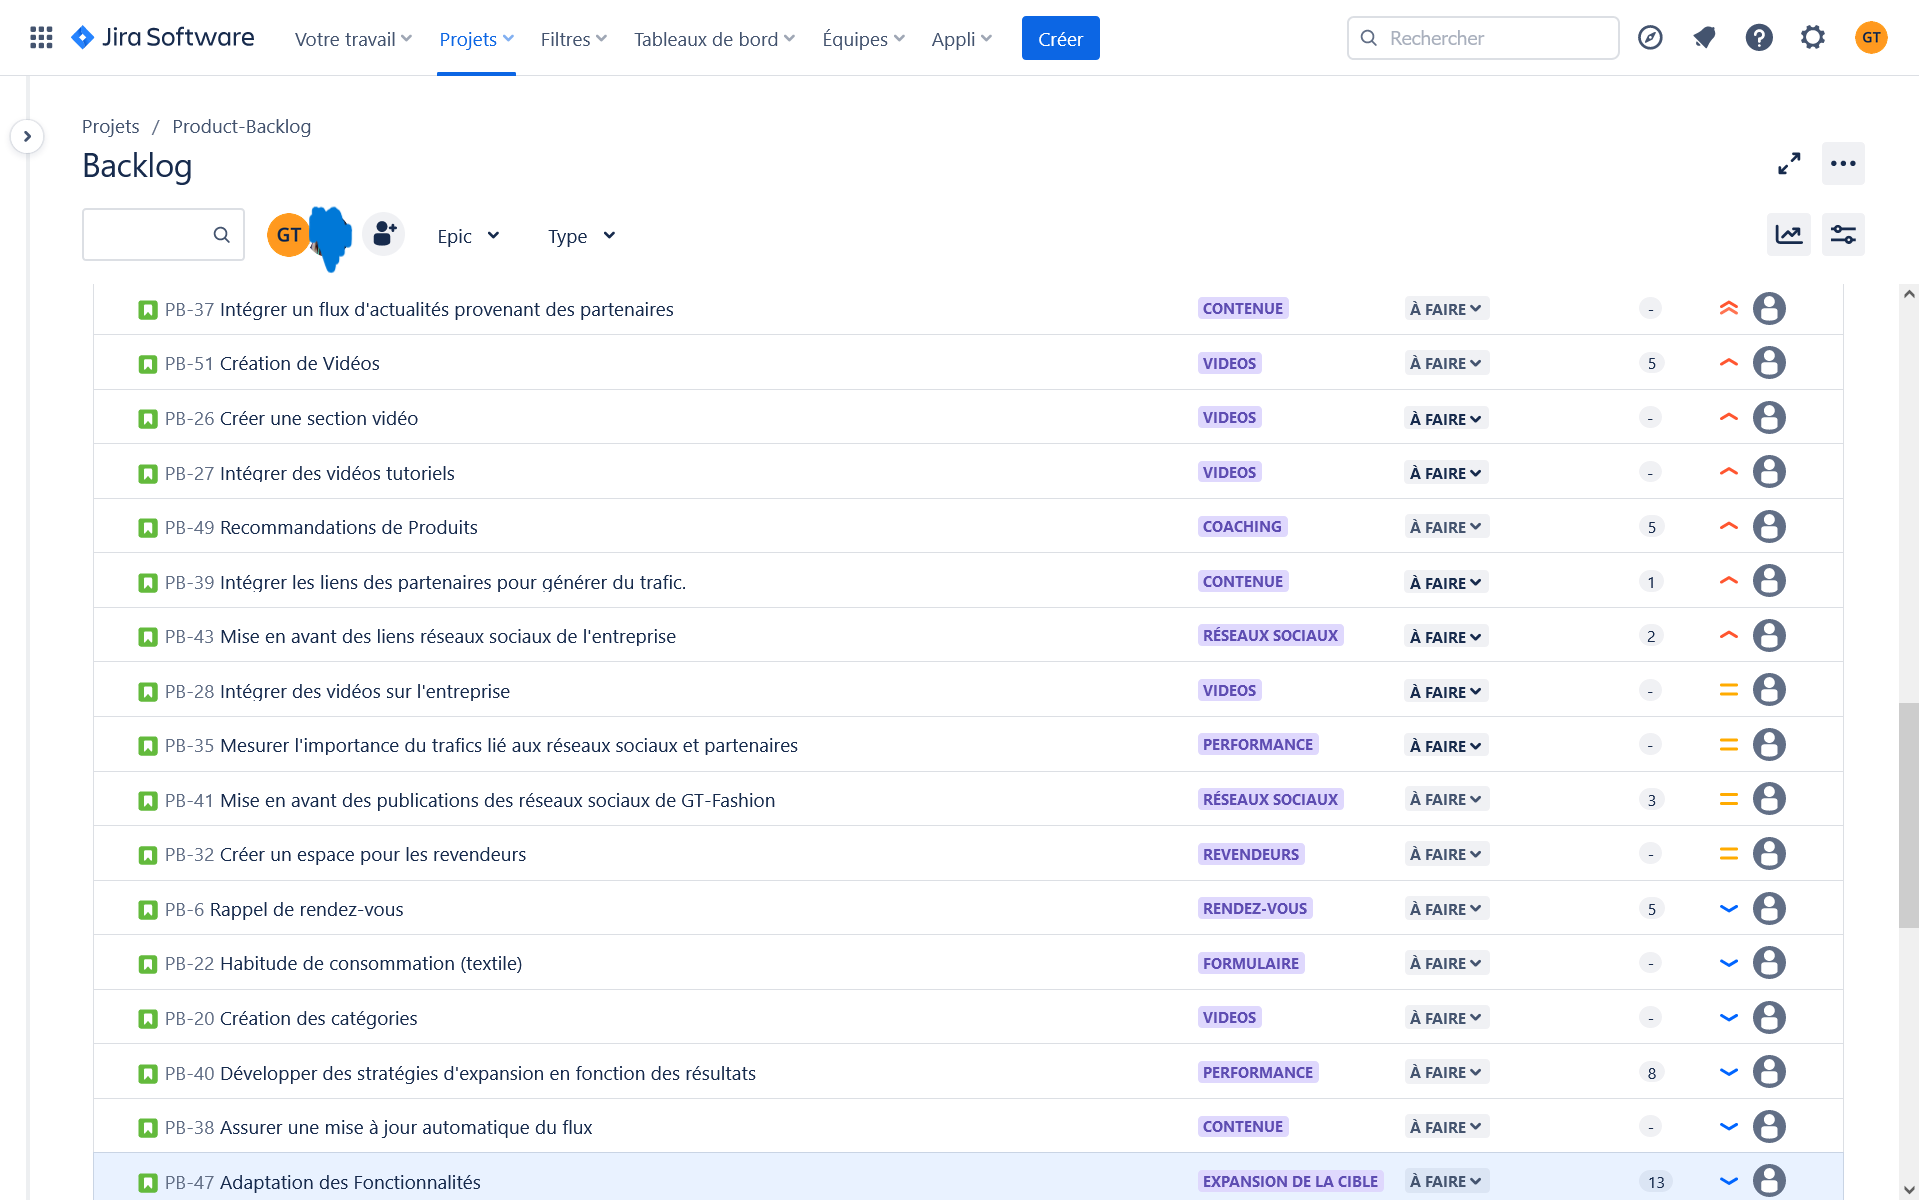 Jira Software Votre travail Projets Filtres Tableaux de bord Équipes Appli Créer Rechercher GT
Projets / Product-Backlog
Backlog
GT Epic Type
PB-37 Intégrer un flux d'actualités provenant des partenaires CONTENUE À FAIRE -
PB-51 Création de Vidéos VIDEOS À FAIRE 5
PB-26 Créer une section vidéo VIDEOS À FAIRE -
PB-27 Intégrer des vidéos tutoriels VIDEOS À FAIRE -
PB-49 Recommandations de Produits COACHING À FAIRE 5
PB-39 Intégrer les liens des partenaires pour générer du trafic. CONTENUE À FAIRE 1
PB-43 Mise en avant des liens réseaux sociaux de l'entreprise RÉSEAUX SOCIAUX À FAIRE 2
PB-28 Intégrer des vidéos sur l'entreprise VIDEOS À FAIRE -
PB-35 Mesurer l'importance du trafics lié aux réseaux sociaux et partenaires PERFORMANCE À FAIRE -
PB-41 Mise en avant des publications des réseaux sociaux de GT-Fashion RÉSEAUX SOCIAUX À FAIRE 3
PB-32 Créer un espace pour les revendeurs REVENDEURS À FAIRE -
PB-6 Rappel de rendez-vous RENDEZ-VOUS À FAIRE 5
PB-22 Habitude de consommation (textile) FORMULAIRE À FAIRE -
PB-20 Création des catégories VIDEOS À FAIRE -
PB-40 Développer des stratégies d'expansion en fonction des résultats PERFORMANCE À FAIRE 8
PB-38 Assurer une mise à jour automatique du flux CONTENUE À FAIRE -
PB-47 Adaptation des Fonctionnalités EXPANSION DE LA CIBLE À FAIRE 13